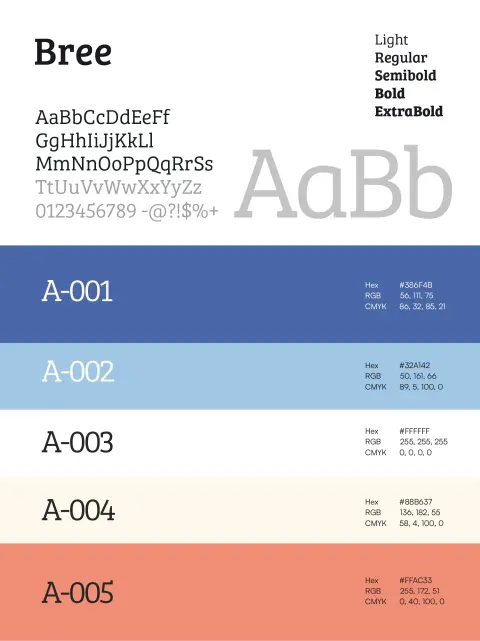 Bree
Light
Regular
Semibold
Bold
ExtraBold
AaBbCcDdEeFf
GgHhIiJjKkLl
MmNnOoPpQqRrSs
TtUuVvWwXxYyZz
0123456789 -@?!$%+
AaBb
A-001
Hex #386F4B
RGB 56, 111, 75
CMYK 86, 32, 85, 21
A-002
Hex #32A142
RGB 50, 161, 66
CMYK 89, 5, 100, 0
A-003
Hex #FFFFFF
RGB 255, 255, 255
CMYK 0, 0, 0, 0
A-004
Hex #88B637
RGB 136, 182, 55
CMYK 58, 4, 100, 0
A-005
Hex #FFAC33
RGB 255, 172, 51
CMYK 0, 40, 100, 0